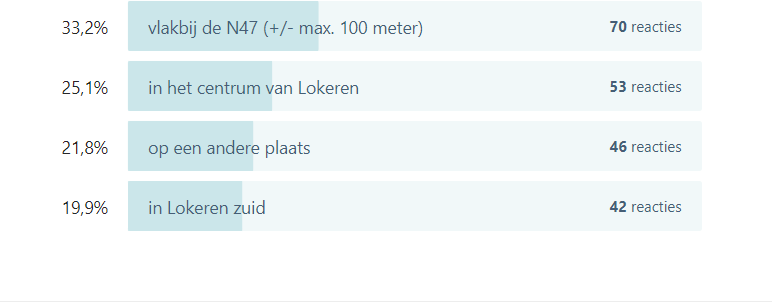 33,2% vlakbij de N47 (+/- max. 100 meter) 70 reacties
25,1% in het centrum van Lokeren 53 reacties
21,8% op een andere plaats 46 reacties
19,9% in Lokeren zuid 42 reacties